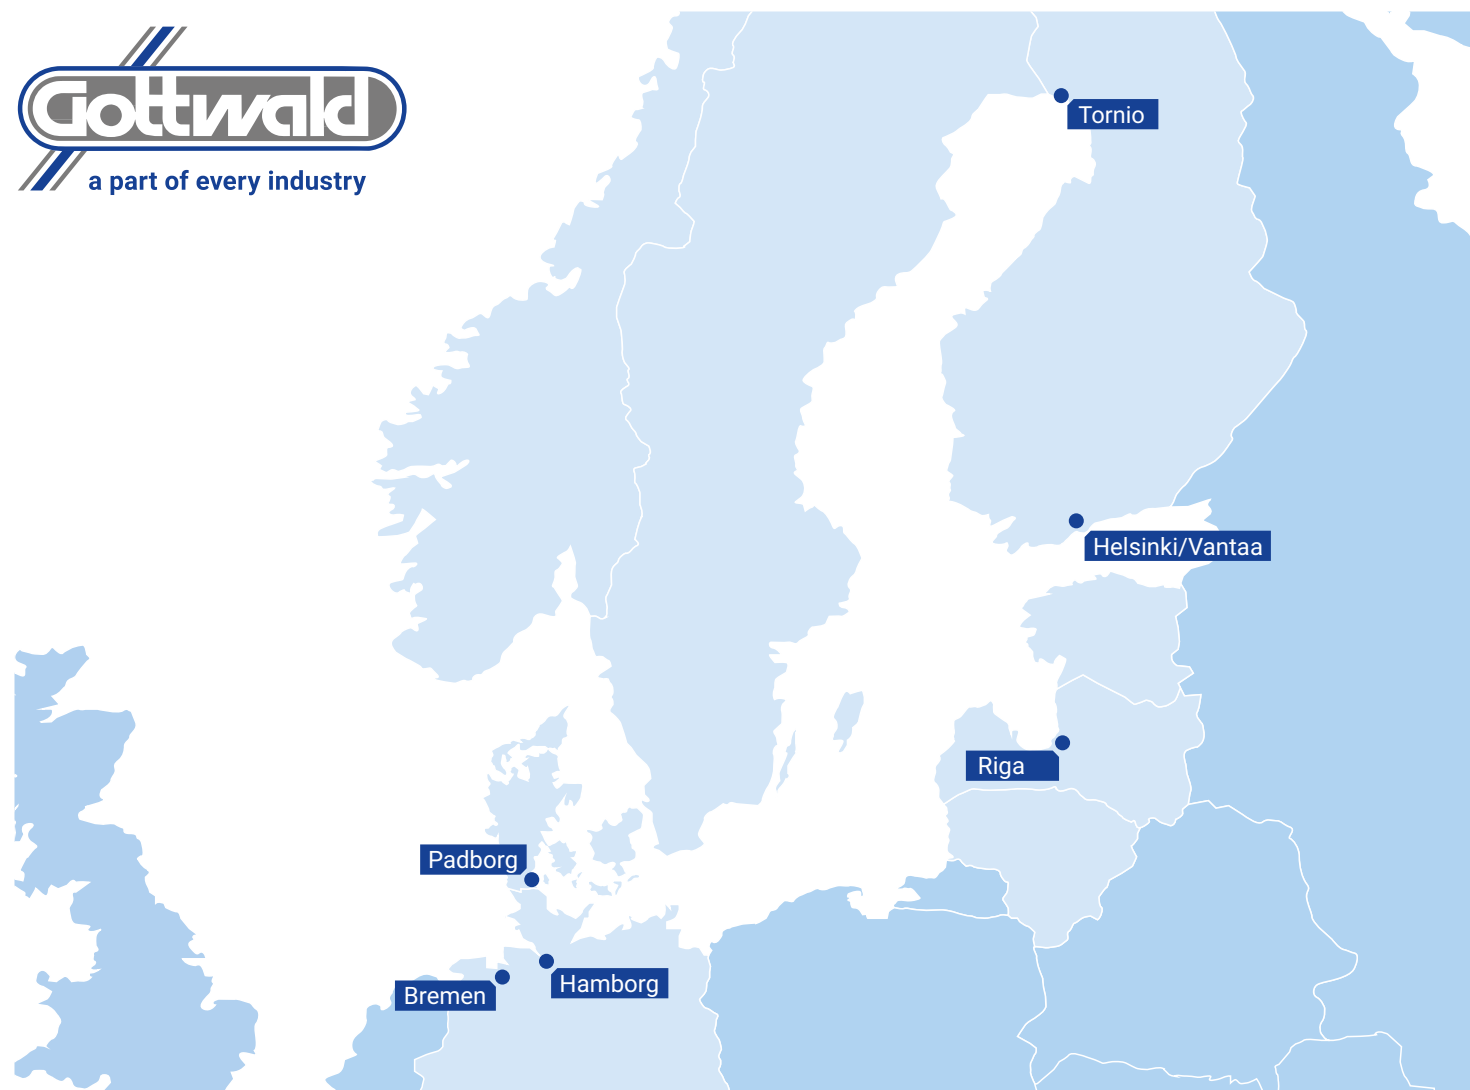 Gottwald
a part of every industry
Tornio
Helsinki/Vantaa
Riga
Padborg
Hamborg
Bremen